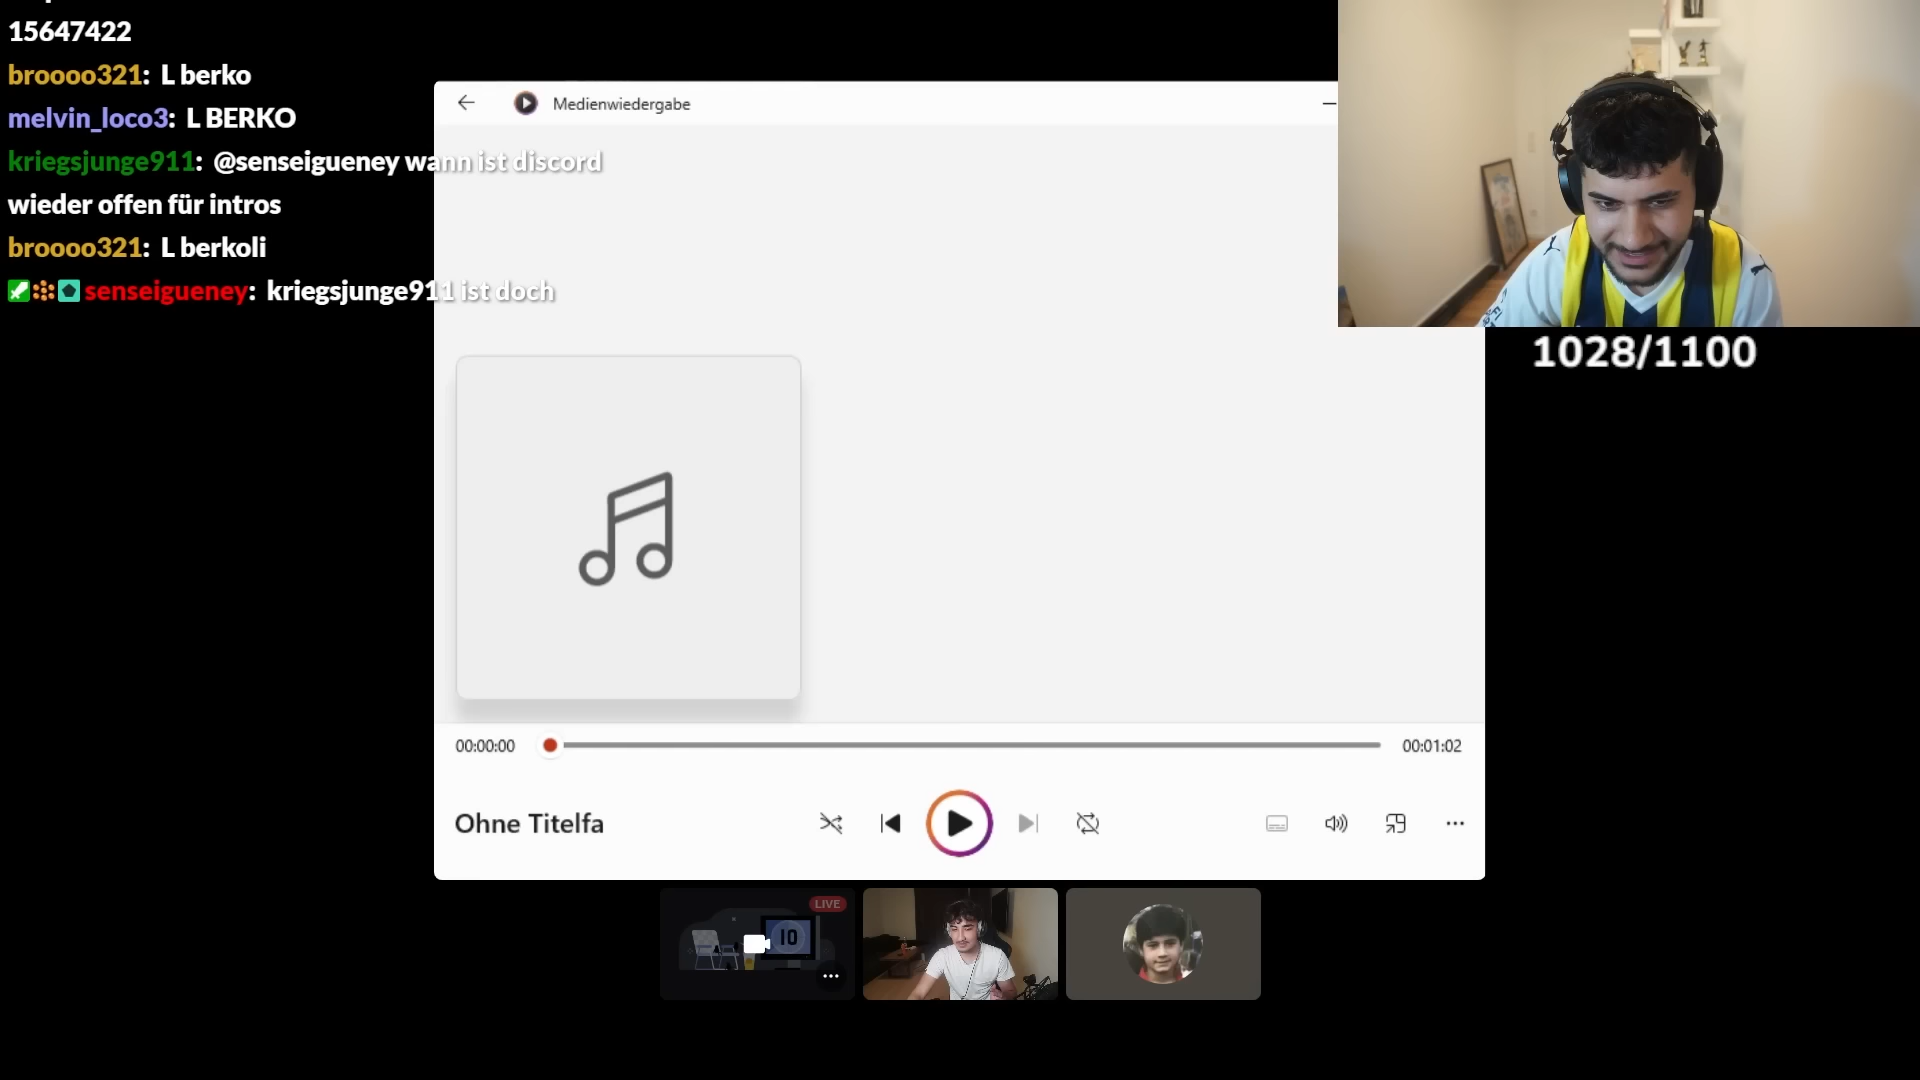 15647422
broooo321: L berko
melvin_loco3: L BERKO
kriegsjunge911: @senseigueney wann ist discord
wieder offen für intros
broooo321: L berkoli
senseigueney: kriegsjunge911 ist doch
Medienwiedergabe
1028/1100
00:00:00
00:01:02
Ohne Titelfa
LIVE
10